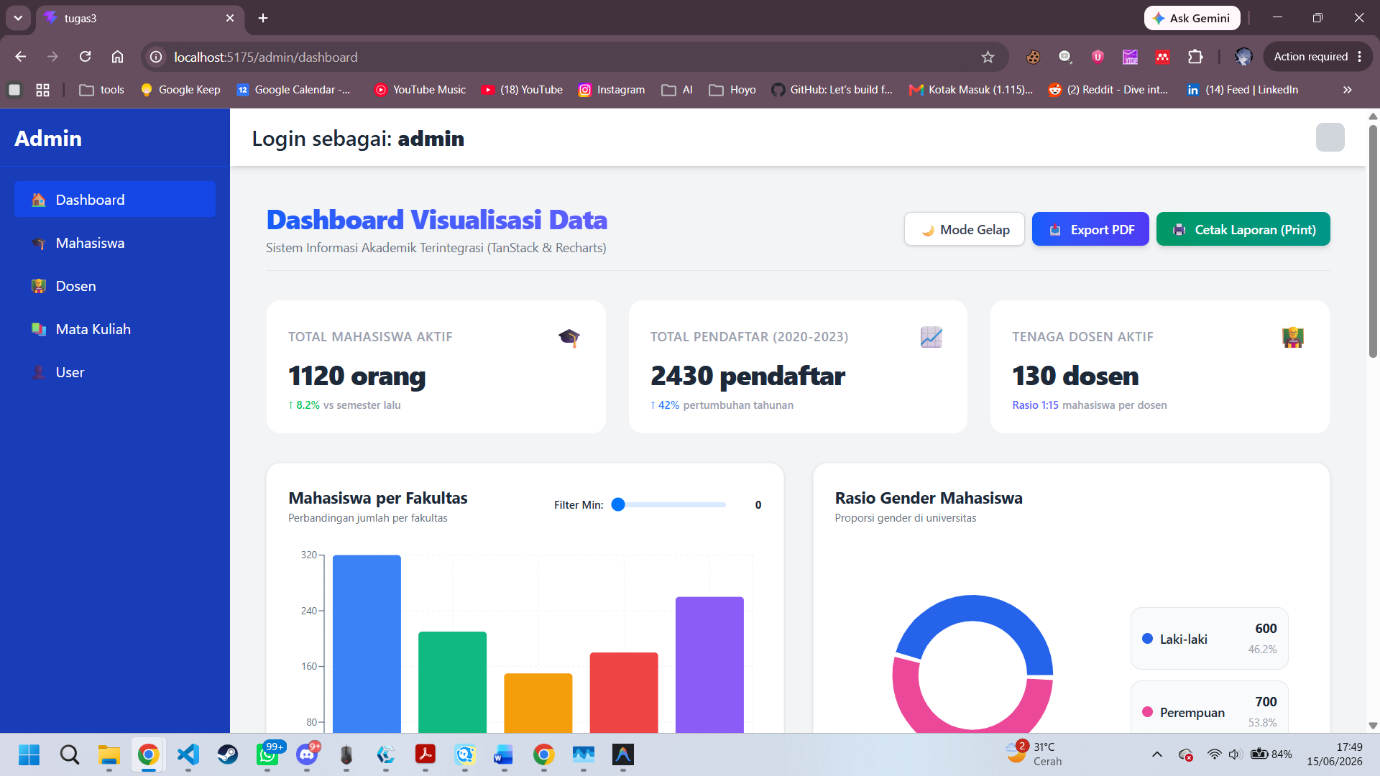 tugas3
Ask Gemini
localhost:5175/admin/dashboard
Action required
tools
Google Keep
12
Google Calendar -...
YouTube Music
(18) YouTube
Instagram
AI
Hoyo
GitHub: Let's build f...
Kotak Masuk (1.115)...
(2) Reddit - Dive int...
in
(14) Feed | LinkedIn
Admin
Login sebagai: admin
Dashboard
Mahasiswa
Dosen
Mata Kuliah
User
Dashboard Visualisasi Data
Sistem Informasi Akademik Terintegrasi (TanStack & Recharts)
Mode Gelap
Export PDF
Cetak Laporan (Print)
TOTAL MAHASISWA AKTIF
1120 orang
↑ 8.2% vs semester lalu
TOTAL PENDAFTAR (2020-2023)
2430 pendaftar
↑ 42% pertumbuhan tahunan
TENAGA DOSEN AKTIF
130 dosen
Rasio 1:15 mahasiswa per dosen
Mahasiswa per Fakultas
Perbandingan jumlah per fakultas
Filter Min:
0
320
240
160
80
Rasio Gender Mahasiswa
Proporsi gender di universitas
Laki-laki
600
46.2%
Perempuan
700
53.8%
99+
9+
2
31°C
Cerah
84%
17:49
15/06/2026